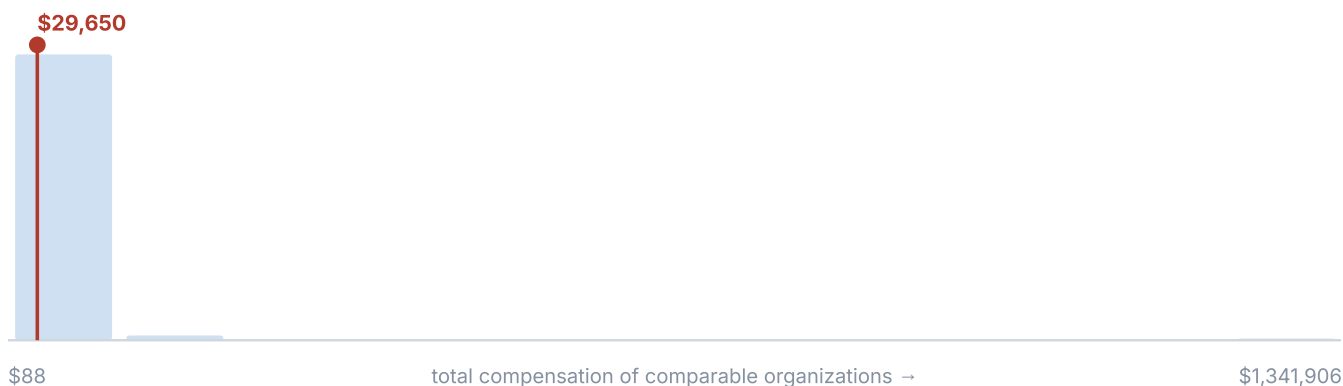 $29,650
$88 total compensation of comparable organizations → $1,341,906